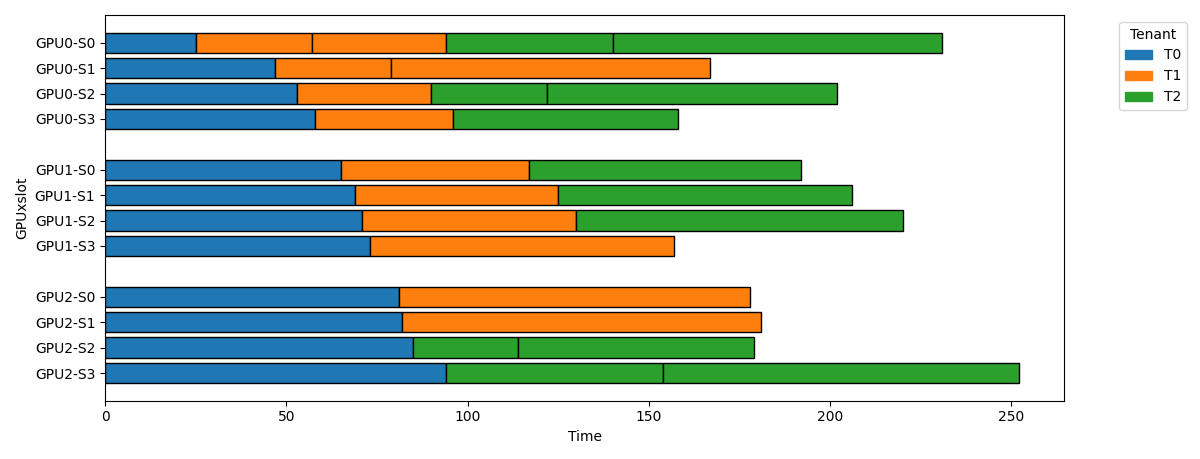 GPU0-S0
GPU0-S1
GPU0-S2
GPU0-S3
GPU1-S0
GPU1-S1
GPU1-S2
GPU1-S3
GPU2-S0
GPU2-S1
GPU2-S2
GPU2-S3
GPUxslot
0 50 100 150 200 250
Time
Tenant
T0
T1
T2